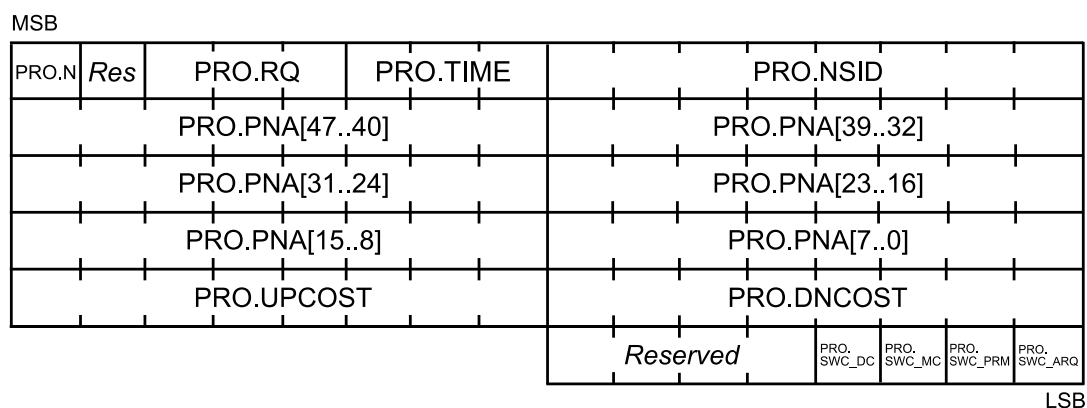 MSB
PRO.N Res PRO.RQ PRO.TIME PRO.NSID
PRO.PNA[47..40] PRO.PNA[39..32]
PRO.PNA[31..24] PRO.PNA[23..16]
PRO.PNA[15..8] PRO.PNA[7..0]
PRO.UPCOST PRO.DNCOST
Reserved PRO. SWC_DC PRO. SWC_MC PRO. SWC_PRM PRO. SWC_ARQ
LSB